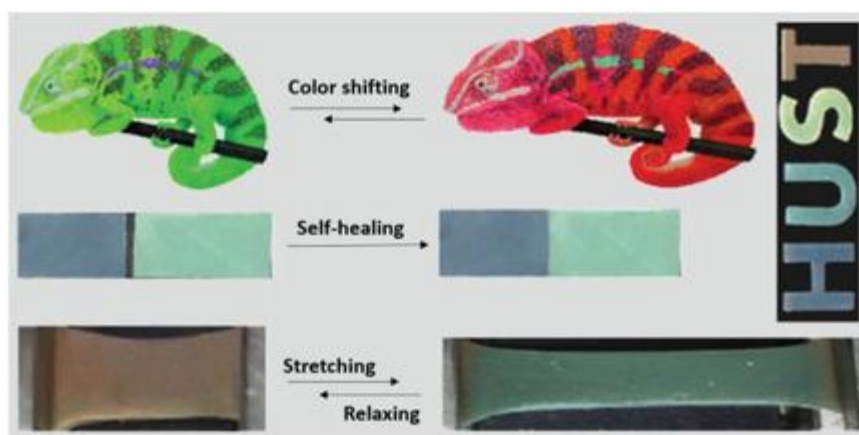 Color shifting
Self-healing
Stretching
Relaxing
HUST